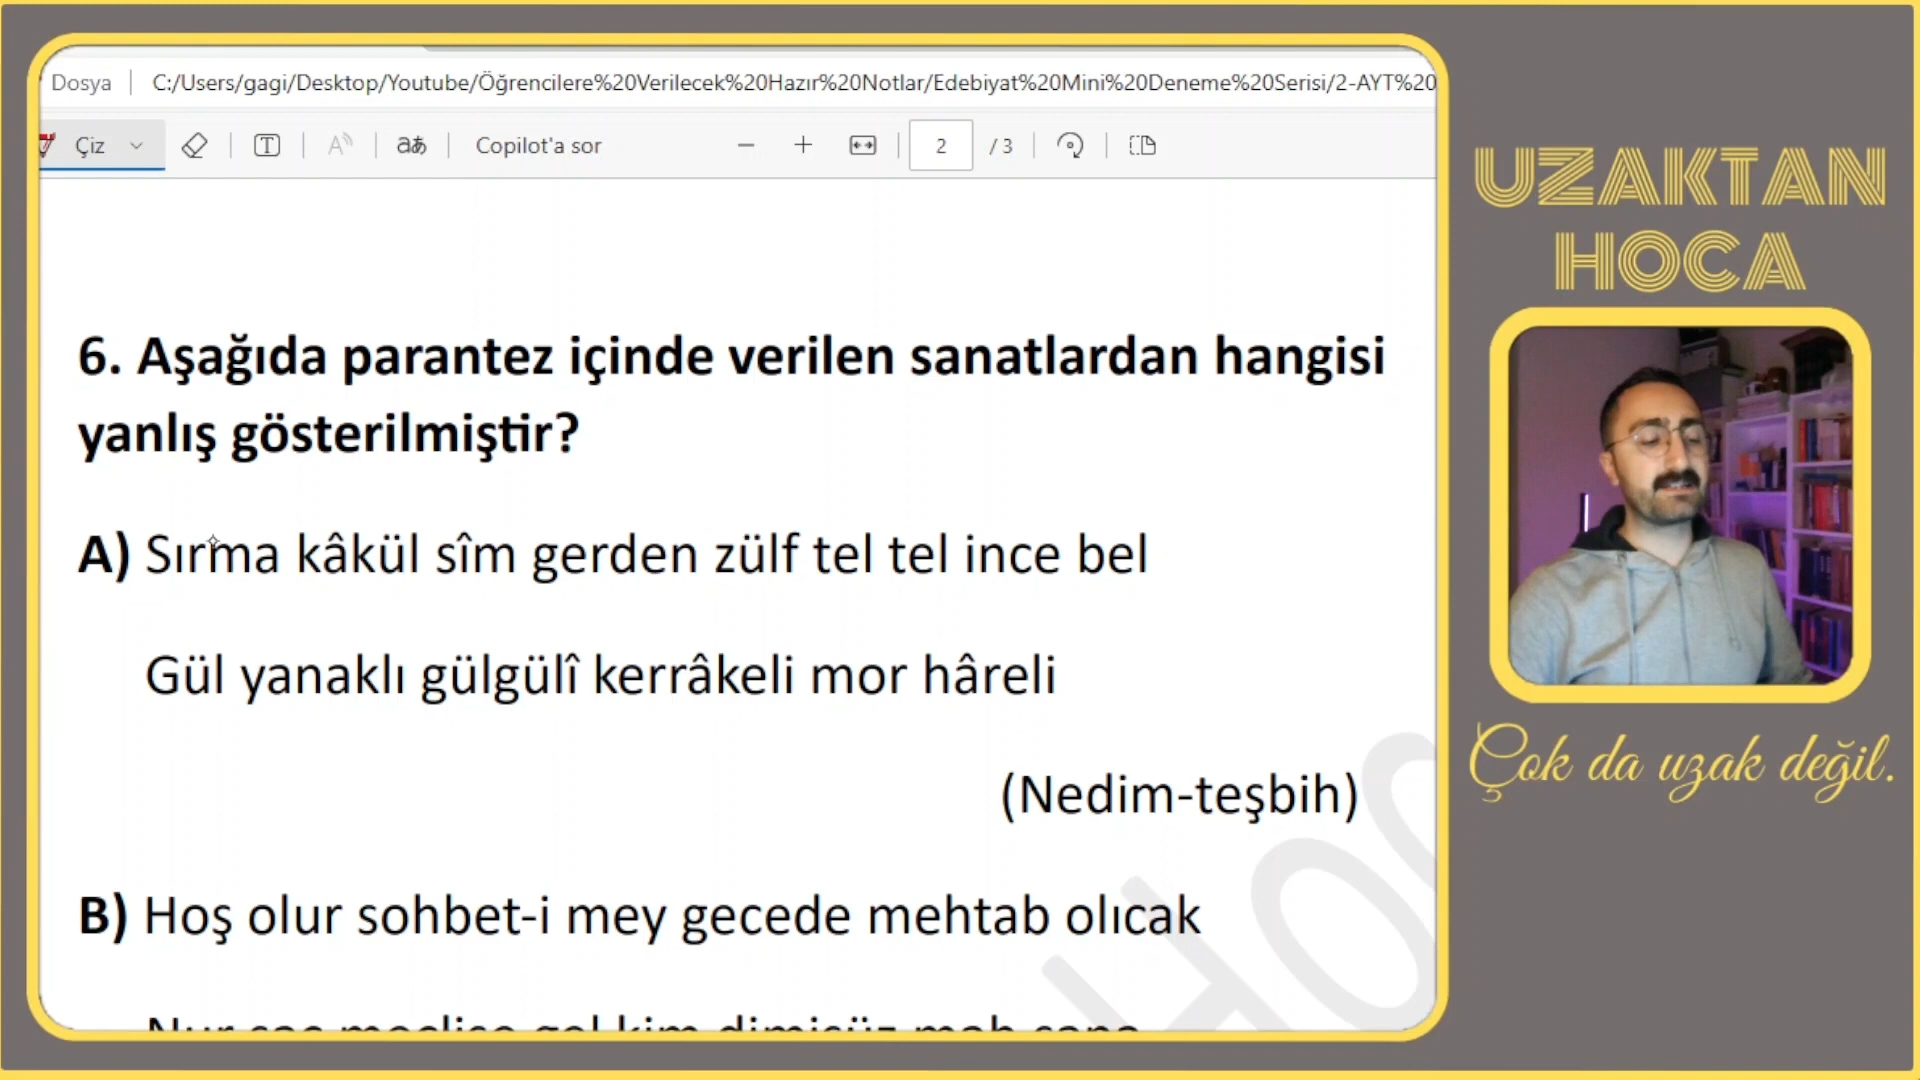 Dosya
C:/Users/gagi/Desktop/Youtube/Öğrencilere%20Verilecek%20Hazır%20Notlar/Edebiyat%20Mini%20Deneme%20Serisi/2-AYT%20
Çiz
Copilot'a sor
2 / 3
6. Aşağıda parantez içinde verilen sanatlardan hangisi
yanlış gösterilmiştir?
A) Sırma kâkül sîm gerden zülf tel tel ince bel
Gül yanaklı gülgülî kerrâkeli mor hâreli
(Nedim-teşbih)
B) Hoş olur sohbet-i mey gecede mehtab olıcak
UZAKTAN
HOCA
Çok da uzak değil.